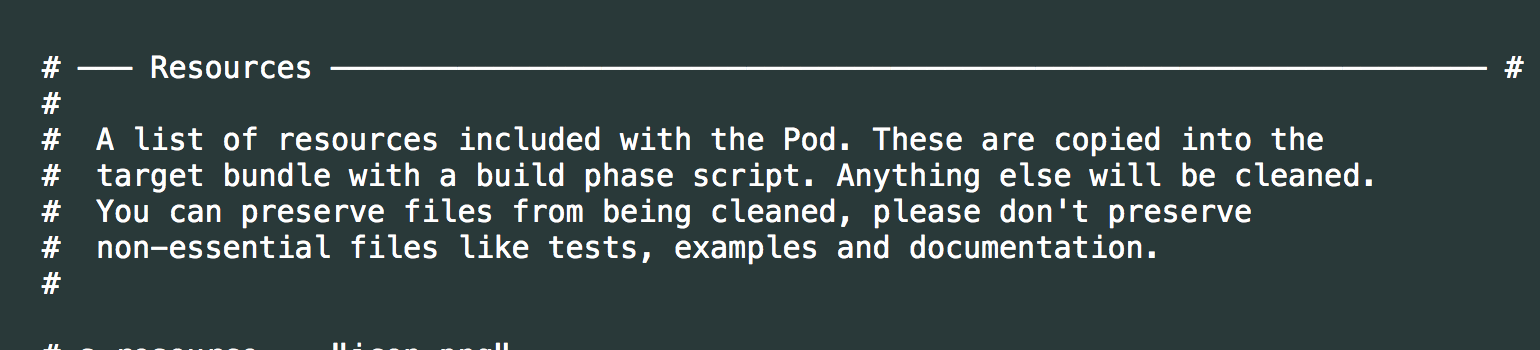 # ――― Resources ―――――――――――――――――――――――――――――――――――――――――――――――――――――――――――――――― #
#
#  A list of resources included with the Pod. These are copied into the
#  target bundle with a build phase script. Anything else will be cleaned.
#  You can preserve files from being cleaned, please don't preserve
#  non-essential files like tests, examples and documentation.
#